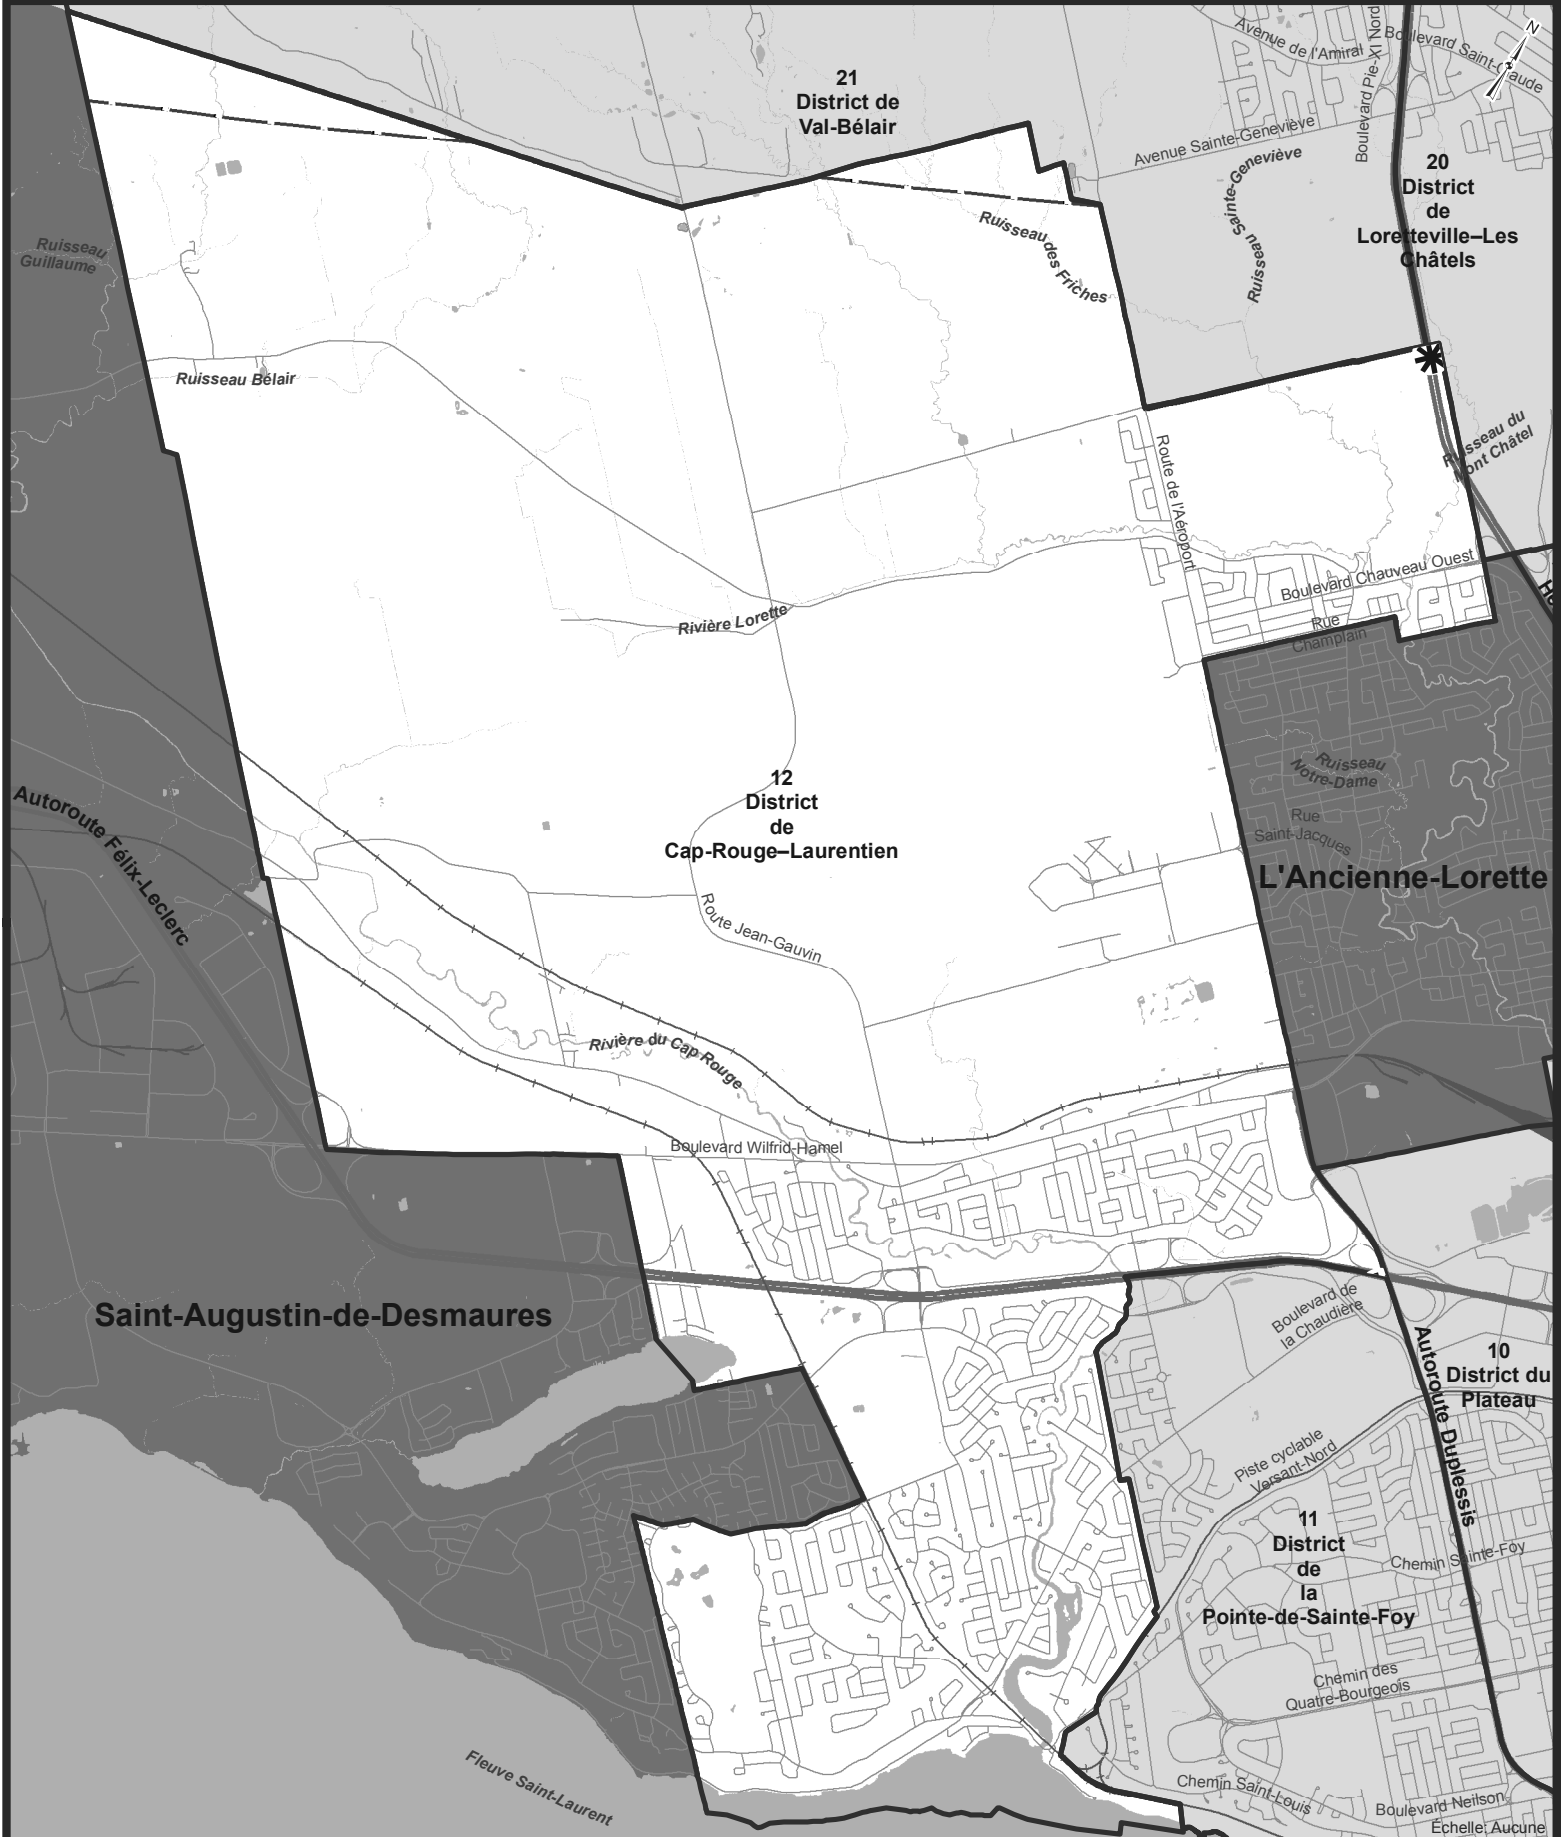 Avenue de l'Amiral
Boulevard Pie-XI Nord
Boulevard Saint-Claude
N
21
District de
Val-Bélair
Avenue Sainte-Geneviève
Ruisseau Sainte-Geneviève
20
District
de
Loretteville–Les
Châtels
Ruisseau des Friches
Ruisseau
Guillaume
Ruisseau Bélair
Ruisseau du
Mont Châtel
Route de l'Aéroport
Boulevard Chauveau Ouest
Rue
Champlain
Rivière Lorette
Ruisseau
Notre-Dame
12
District
de
Cap-Rouge–Laurentien
Rue
Saint-Jacques
L'Ancienne-Lorette
Autoroute Félix-Leclerc
Route Jean-Gauvin
Rivière du Cap Rouge
Boulevard Wilfrid-Hamel
Saint-Augustin-de-Desmaures
Boulevard de
la Chaudière
Autoroute Duplessis
10
District du
Plateau
Piste cyclable
Versant-Nord
11
District
de
la
Pointe-de-Sainte-Foy
Chemin Sainte-Foy
Chemin des
Quatre-Bourgeois
Fleuve Saint-Laurent
Chemin Saint-Louis
Boulevard Neilson
Échelle: Aucune